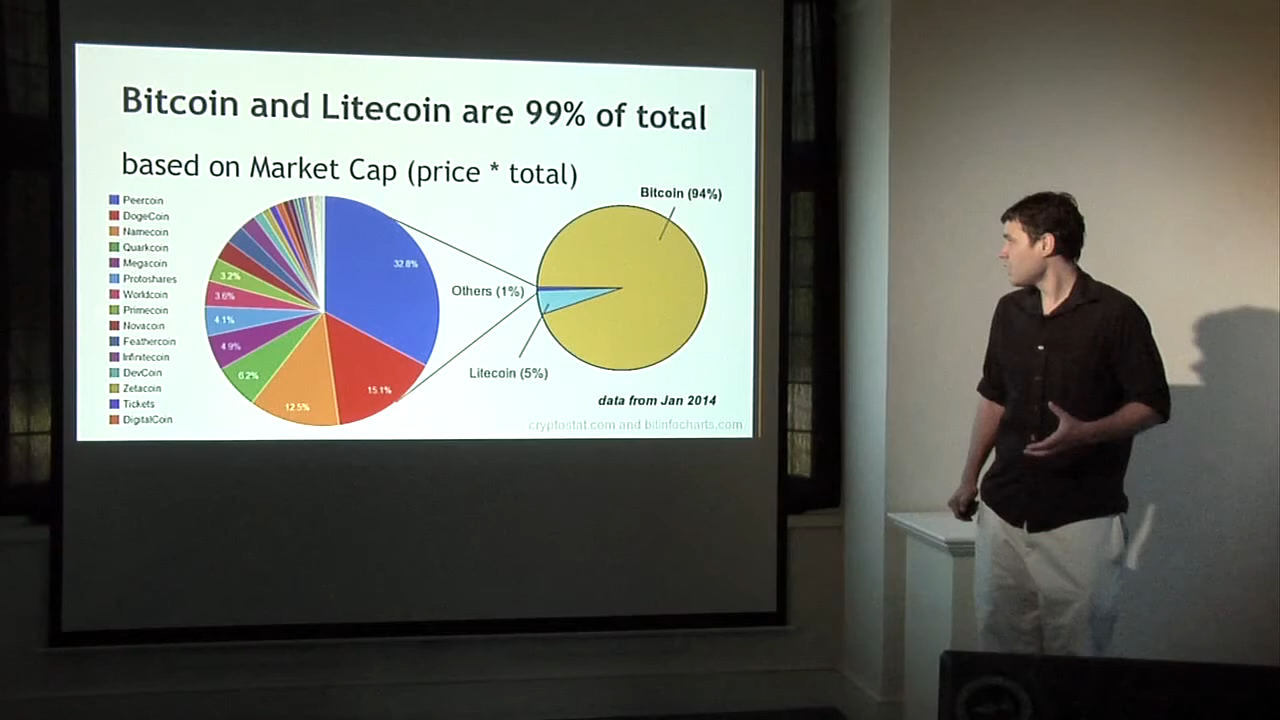 Bitcoin and Litecoin are 99% of total
based on Market Cap (price * total)
Peercoin
DogeCoin
Namecoin
Quarkcoin
Megacoin
Protoshares
Worldcoin
Primecoin
Novacoin
Feathercoin
Infinitecoin
DevCoin
Zetacoin
Tickets
DigitalCoin
32.8%
15.1%
12.5%
6.2%
4.9%
4.1%
3.6%
3.2%
Bitcoin (94%)
Others (1%)
Litecoin (5%)
data from Jan 2014
cryptostat.com and bitinfocharts.com